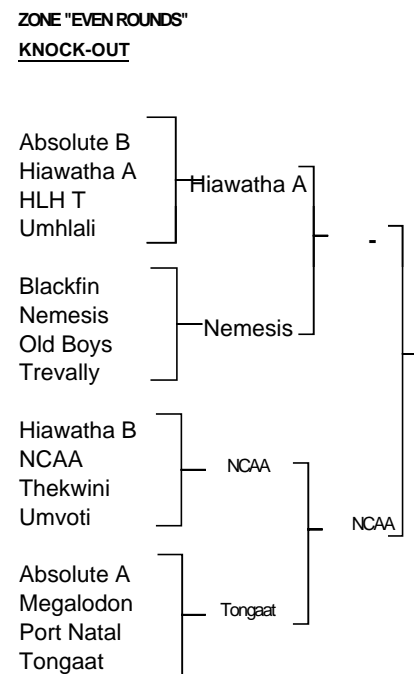 ZONE "EVEN ROUNDS"
KNOCK-OUT
Absolute B
Hiawatha A
HLH T
Umhlali
Hiawatha A
-
Blackfin
Nemesis
Old Boys
Trevally
Nemesis
Hiawatha B
NCAA
Thekwini
Umvoti
NCAA
NCAA
Absolute A
Megalodon
Port Natal
Tongaat
Tongaat